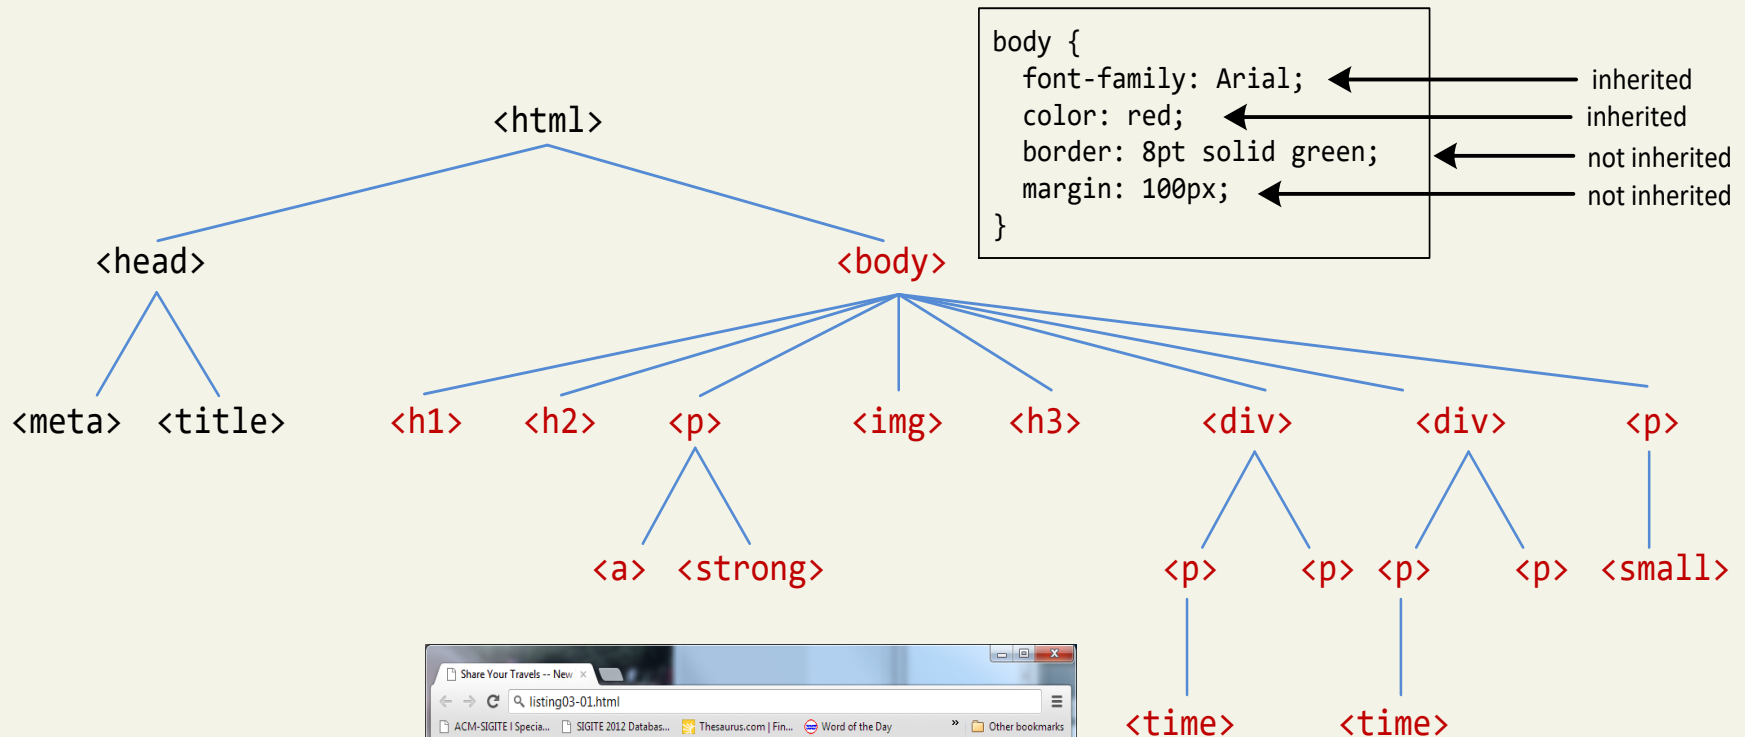 body {
font-family: Arial;
color: red;
border: 8pt solid green;
margin: 100px;
}
inherited
inherited
not inherited
not inherited
<html>
<head> <body>
<meta> <title> <h1> <h2> <p> <img> <h3> <div> <div> <p>
<a> <strong> <p> <p> <p> <p> <small>
<time> <time>
Share Your Travels -- New
listing03-01.html
ACM-SIGITE | Specia... SIGITE 2012 Databas... Thesaurus.com | Fin... Word of the Day » Other bookmarks